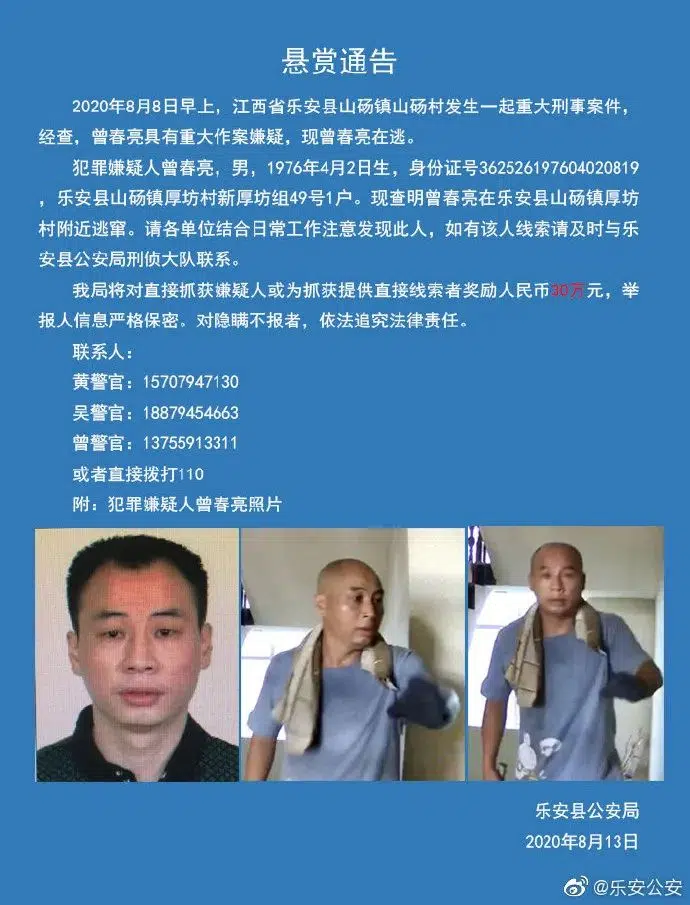 悬赏通告
2020年8月8日早上，江西省乐安县山砀镇山砀村发生一起重大刑事案件，
经查，曾春亮具有重大作案嫌疑，现曾春亮在逃。
犯罪嫌疑人曾春亮，男，1976年4月2日生，身份证号362526197604020819
，乐安县山砀镇厚坊村新厚坊组49号1户。现查明曾春亮在乐安县山砀镇厚坊
村附近逃窜。请各单位结合日常工作注意发现此人，如有该人线索请及时与乐
安县公安局刑侦大队联系。
我局将对直接抓获嫌疑人或为抓获提供直接线索者奖励人民币30万元，举
报人信息严格保密。对隐瞒不报者，依法追究法律责任。
联系人：
黄警官：15707947130
吴警官：18879454663
曾警官：13755913311
或者直接拨打110
附：犯罪嫌疑人曾春亮照片
乐安县公安局
2020年8月13日
@乐安公安